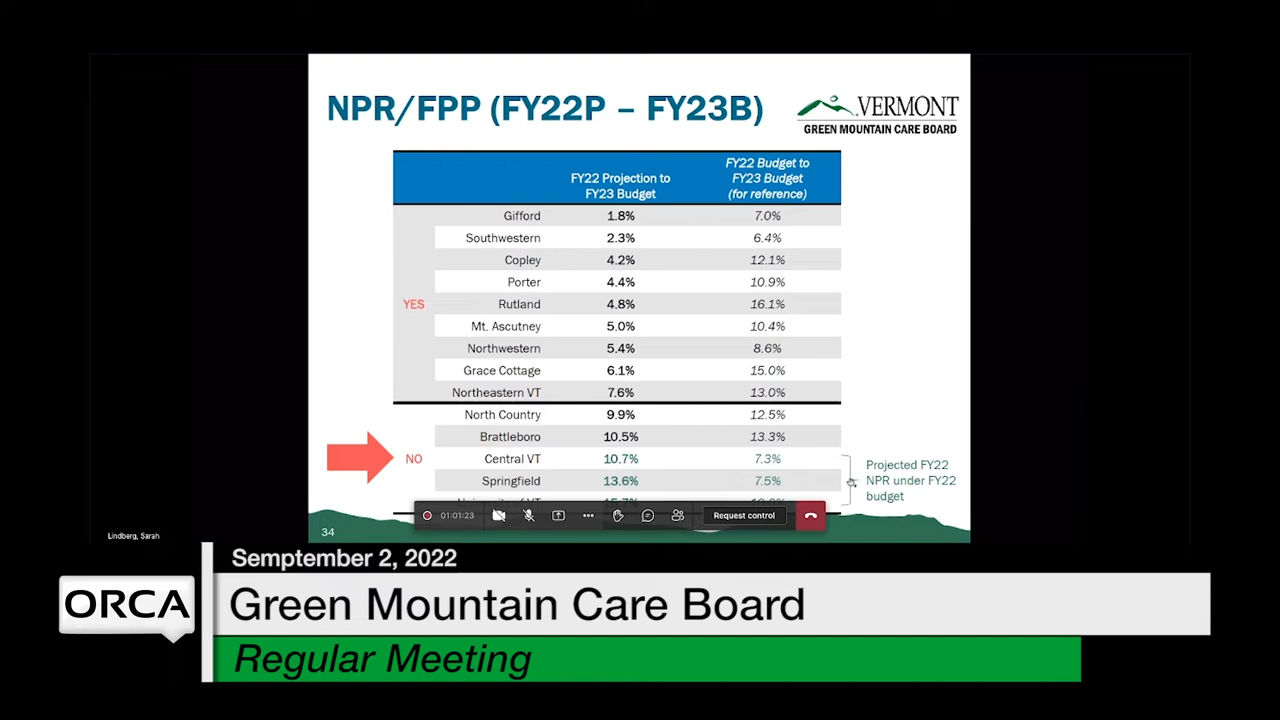 NPR/FPP (FY22P – FY23B)
VERMONT
GREEN MOUNTAIN CARE BOARD
FY22 Projection to
FY23 Budget
FY22 Budget to
FY23 Budget
(for reference)
Gifford 1.8% 7.0%
Southwestern 2.3% 6.4%
Copley 4.2% 12.1%
Porter 4.4% 10.9%
YES Rutland 4.8% 16.1%
Mt. Ascutney 5.0% 10.4%
Northwestern 5.4% 8.6%
Grace Cottage 6.1% 15.0%
Northeastern VT 7.6% 13.0%
North Country 9.9% 12.5%
Brattleboro 10.5% 13.3%
NO Central VT 10.7% 7.3%
Springfield 13.6% 7.5%
Projected FY22
NPR under FY22
budget
01:01:23
Request control
34
Lindberg, Sarah
Semptember 2, 2022
ORCA
Green Mountain Care Board
Regular Meeting